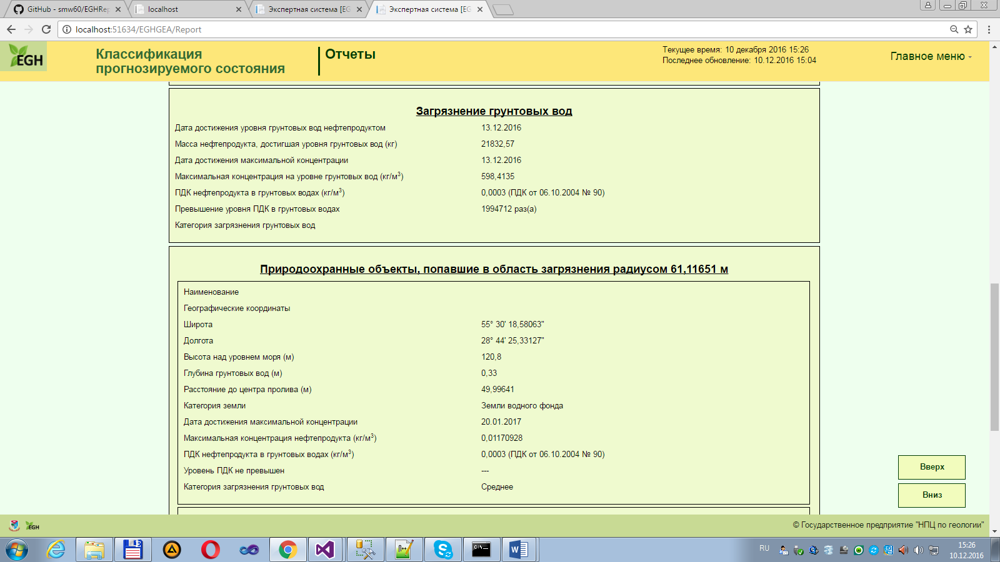 GitHub - smw60/EGHRep
localhost
Экспертная система [EG
Экспертная система [EG
localhost:51634/EGHGEA/Report
EGH
Классификация
прогнозируемого состояния
Отчеты
Текущее время: 10 декабря 2016 15:26
Последнее обновление: 10.12.2016 15:04
Главное меню
Загрязнение грунтовых вод
Дата достижения уровня грунтовых вод нефтепродуктом 13.12.2016
Масса нефтепродукта, достигшая уровня грунтовых вод (кг) 21832,57
Дата достижения максимальной концентрации 13.12.2016
Максимальная концентрация на уровне грунтовых вод (кг/м³) 598,4135
ПДК нефтепродукта в грунтовых водах (кг/м³) 0,0003 (ПДК от 06.10.2004 № 90)
Превышение уровня ПДК в грунтовых водах 1994712 раз(а)
Категория загрязнения грунтовых вод
Природоохранные объекты, попавшие в область загрязнения радиусом 61,11651 м
Наименование
Географические координаты
Широта 55° 30' 18,58063"
Долгота 28° 44' 25,33127"
Высота над уровнем моря (м) 120,8
Глубина грунтовых вод (м) 0,33
Расстояние до центра пролива (м) 49,99641
Категория земли Земли водного фонда
Дата достижения максимальной концентрации 20.01.2017
Максимальная концентрация нефтепродукта (кг/м³) 0,01170928
ПДК нефтепродукта в грунтовых водах (кг/м³) 0,0003 (ПДК от 06.10.2004 № 90)
Уровень ПДК не превышен ---
Категория загрязнения грунтовых вод Среднее
Вверх
Вниз
EGH
© Государственное предприятие "НПЦ по геологии"
RU
15:26
10.12.2016